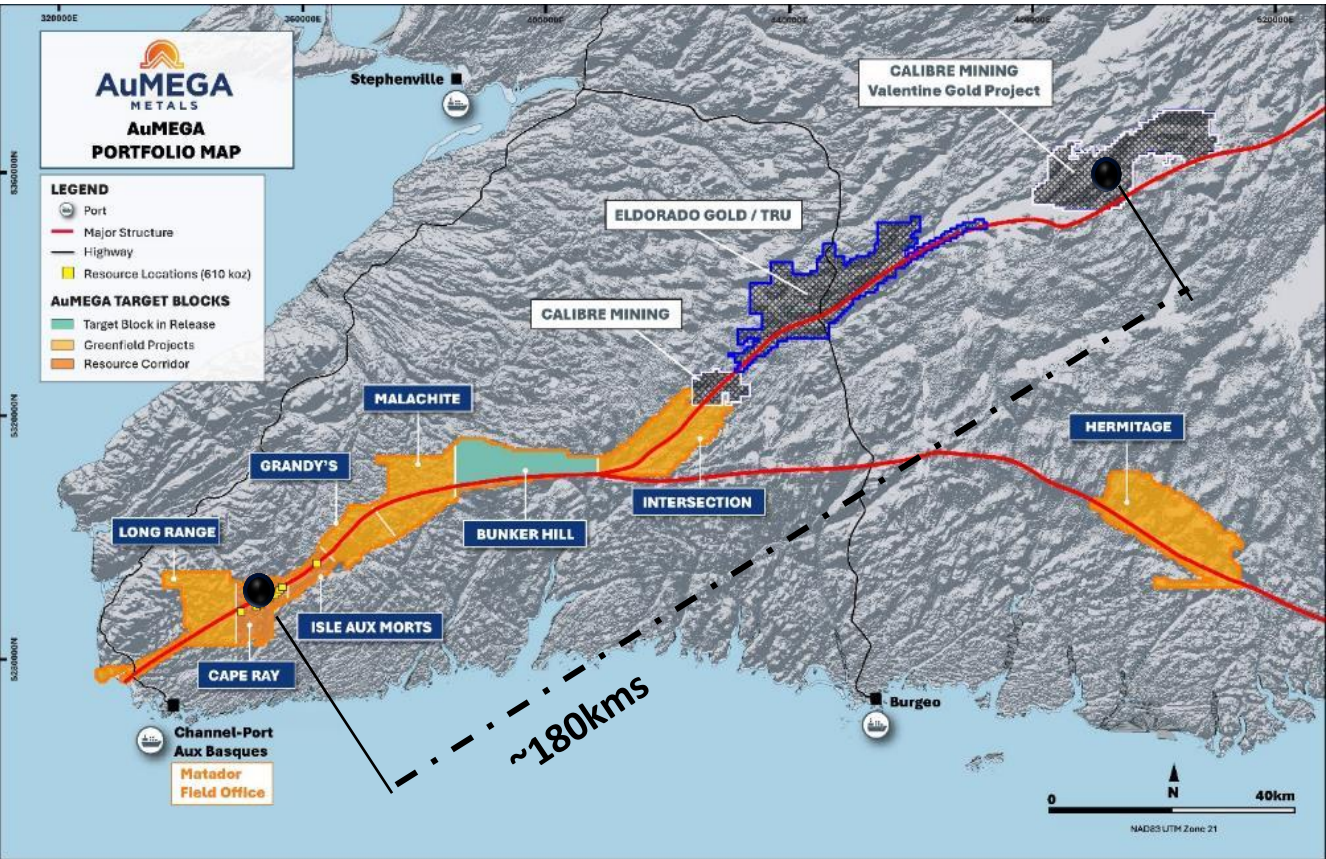 320000E
360000E
400000E
440000E
480000E
520000E
AuMEGA
METALS
AuMEGA
PORTFOLIO MAP
Stephenville
CALIBRE MINING
Valentine Gold Project
5360000N
LEGEND
Port
Major Structure
Highway
Resource Locations (610 koz)
AuMEGA TARGET BLOCKS
Target Block in Release
Greenfield Projects
Resource Corridor
ELDORADO GOLD / TRU
CALIBRE MINING
5320000N
MALACHITE
HERMITAGE
GRANDY'S
INTERSECTION
LONG RANGE
BUNKER HILL
ISLE AUX MORTS
5280000N
CAPE RAY
~180kms
Burgeo
Channel-Port
Aux Basques
Matador
Field Office
0
N
40km
NAD83 UTM Zone 21